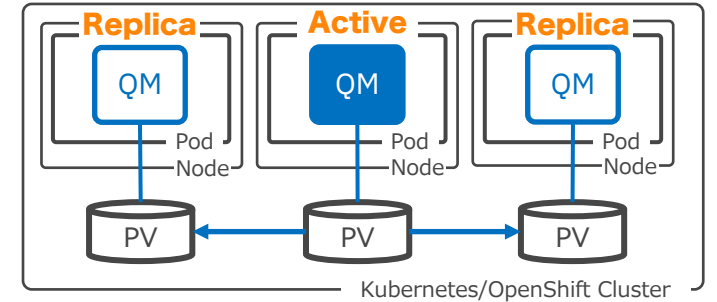 Replica
Active
Replica
QM
QM
QM
Pod
Pod
Pod
Node
Node
Node
PV
PV
PV
Kubernetes/OpenShift Cluster